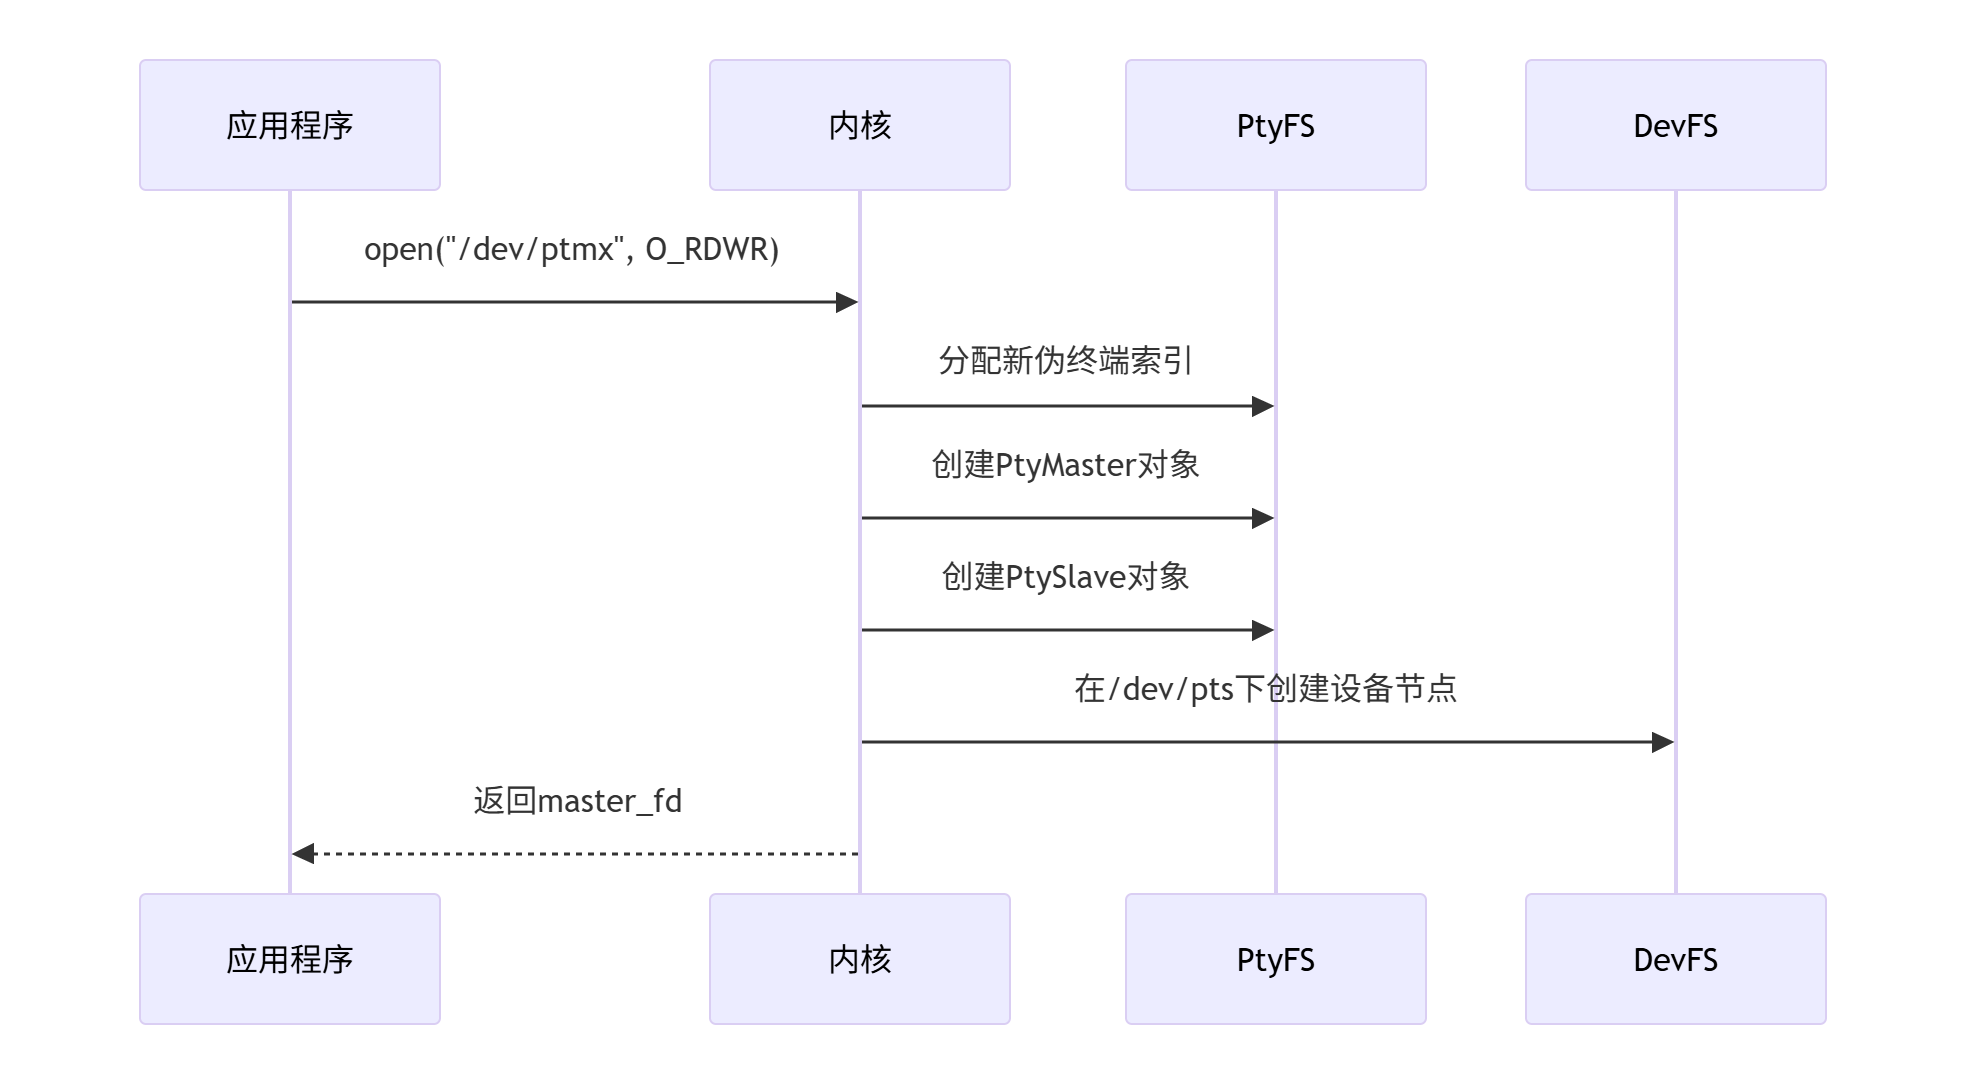 应用程序
内核
PtyFS
DevFS
open("/dev/ptmx", O_RDWR)
分配新伪终端索引
创建PtyMaster对象
创建PtySlave对象
在/dev/pts下创建设备节点
返回master_fd
应用程序
内核
PtyFS
DevFS